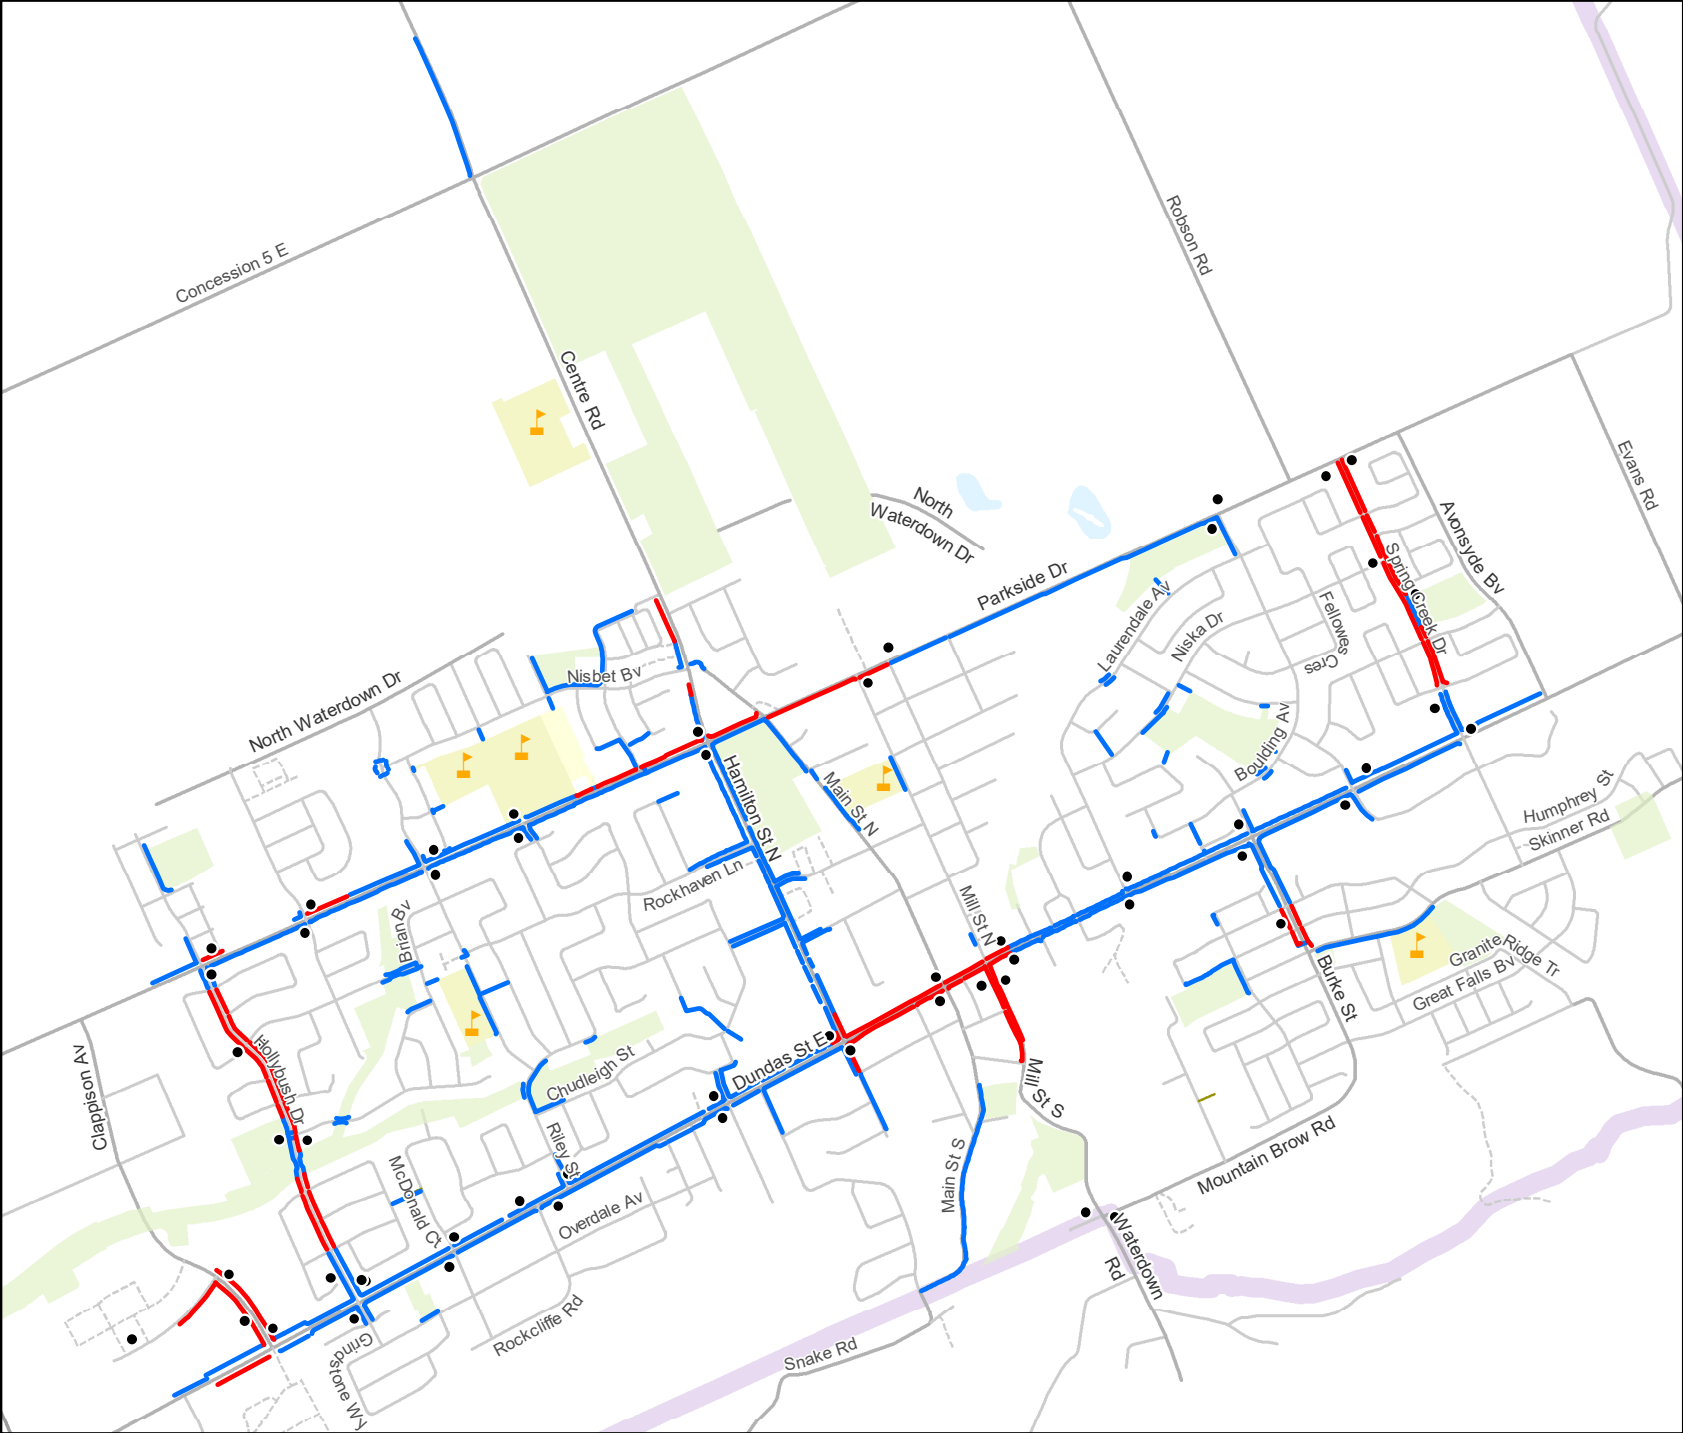 Concession 5 E
Robson Rd
Centre Rd
Evans Rd
North
Waterdown Dr
Avonsyde Bv
Parkside Dr
Spring Creek Dr
Laurendale Av
Niska Dr
Fellowes
Cres
Nisbet Bv
North Waterdown Dr
Boulding Av
Hamilton St N
Main St N
Humphrey St
Skinner Rd
Rockhaven Ln
Mill St N
Brian Bv
Granite
Ridge Tr
Great Falls Bv
Burke St
Hollybush Dr
Clappison Av
Dundas St E
Chudleigh St
Mill St S
Riley St
Main St S
Mountain Brow Rd
McDonald Ct
Overdale Av
Waterdown
Rd
Rockcliffe Rd
Grinds
tone Wy
Snake Rd